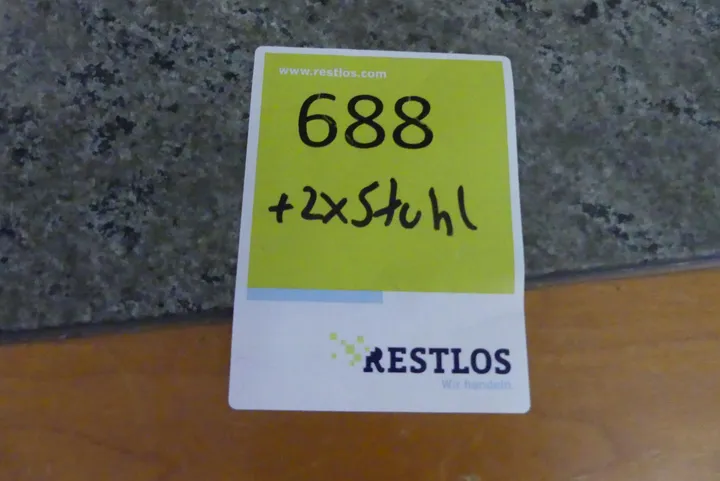 www.restlos.com
688
+2xStuhl
RESTLOS
Wir handeln.